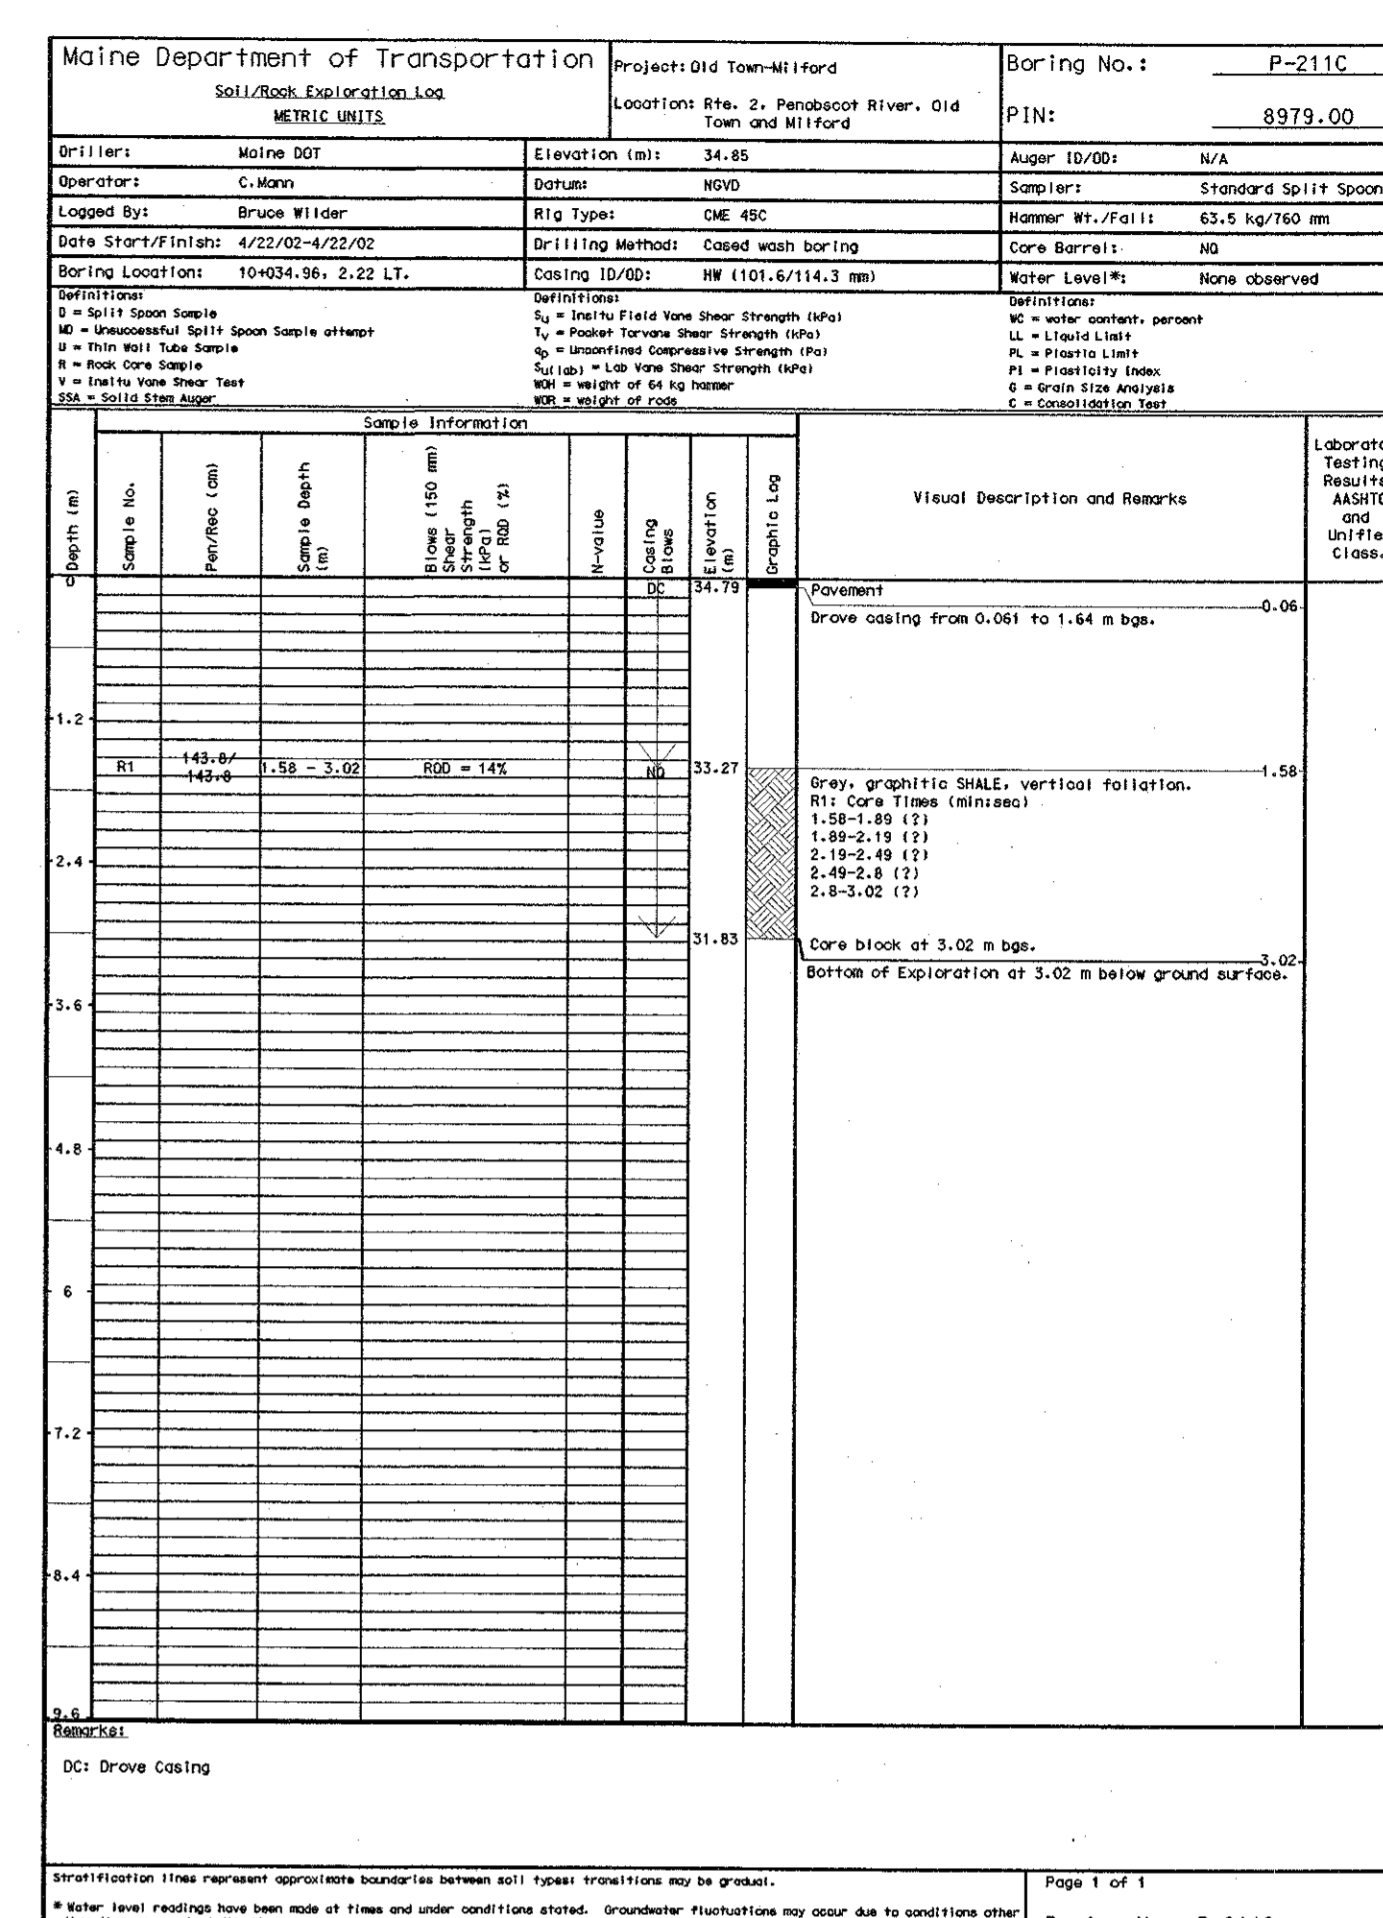 Maine Department of Transportation
Soil/Rock Exploration Log
METRIC UNITS
Project: Old Town-Milford
Location: Rte. 2, Penobscot River, Old
Town and Milford
Boring No.: P-211C
PIN: 8979.00
Driller: Maine DOT
Elevation (m): 34.85
Auger ID/OD: N/A
Operator: C. Mann
Datum: NGVD
Sampler: Standard Split Spoon
Logged By: Bruce Wilder
Rig Type: CME 45C
Hammer Wt./Fall: 63.5 kg/760 mm
Date Start/Finish: 4/22/02-4/22/02
Drilling Method: Cased wash boring
Core Barrel: NQ
Boring Location: 10+034.96, 2.22 LT.
Casing ID/OD: HW (101.6/114.3 mm)
Water Level*: None observed
Definitions:
D = Split Spoon Sample
MD = Unsuccessful Split Spoon Sample attempt
U = Thin Wall Tube Sample
R = Rock Core Sample
V = Insitu Vane Shear Test
SSA = Solid Stem Auger
Definitions:
Su = Insitu Field Vane Shear Strength (kPa)
Tv = Pocket Torvane Shear Strength (kPa)
qp = Unconfined Compressive Strength (Pa)
Su(lab) = Lab Vane Shear Strength (kPa)
WOH = weight of 64 kg hammer
WOR = weight of rods
Definitions:
WC = water content, percent
LL = Liquid Limit
PL = Plastic Limit
PI = Plasticity Index
G = Grain Size Analysis
C = Consolidation Test
Sample Information
Depth (m)
Sample No.
Pen/Rec (cm)
Sample Depth
(m)
Blows (150 mm)
Shear
Strength
(kPa)
or RQD (%)
N-value
Casing
Blows
Elevation
(m)
Graphic Log
Visual Description and Remarks
Laborato
Testing
Results
AASHTO
and
Unifie
Class.
0
DC
34.79
Pavement
0.06
Drove casing from 0.061 to 1.64 m bgs.
1.2
R1
143.8/
143.8
1.58 - 3.02
RQD = 14%
NQ
33.27
1.58
Grey, graphitic SHALE, vertical foliation.
R1: Core Times (min:sec)
1.58-1.89 (?)
1.89-2.19 (?)
2.19-2.49 (?)
2.49-2.8 (?)
2.8-3.02 (?)
2.4
31.83
Core block at 3.02 m bgs.
3.02
Bottom of Exploration at 3.02 m below ground surface.
3.6
4.8
6
7.2
8.4
9.6
Remarks:
DC: Drove Casing
Stratification lines represent approximate boundaries between soil types; transitions may be gradual.
Page 1 of 1
* Water level readings have been made at times and under conditions stated. Groundwater fluctuations may occur due to conditions other